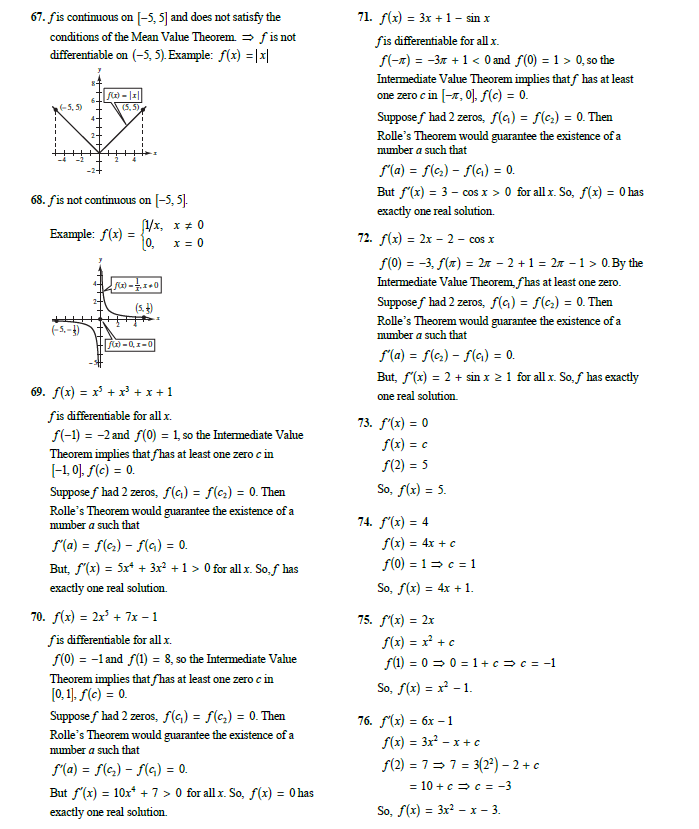 67. f is continuous on [−5, 5] and does not satisfy the
conditions of the Mean Value Theorem. ⇒ f is not
differentiable on (−5, 5). Example: f(x) = |x|
y
8
f(x) = |x|
6
(−5, 5)
(5, 5)
4
2
−4 −2 2 4 x
−2
68. f is not continuous on [−5, 5].
Example: f(x) = {1/x, x ≠ 0
{0, x = 0
y
4
f(x) = 1/x, x ≠ 0
2
(5, 1/5)
2 4 x
(−5, −1/5)
f(x) = 0, x = 0
−5
69. f(x) = x⁵ + x³ + x + 1
f is differentiable for all x.
f(−1) = −2 and f(0) = 1, so the Intermediate Value
Theorem implies that f has at least one zero c in
[−1, 0], f(c) = 0.
Suppose f had 2 zeros, f(c₁) = f(c₂) = 0. Then
Rolle's Theorem would guarantee the existence of a
number a such that
f′(a) = f(c₂) − f(c₁) = 0.
But, f′(x) = 5x⁴ + 3x² + 1 > 0 for all x. So, f has
exactly one real solution.
70. f(x) = 2x⁵ + 7x − 1
f is differentiable for all x.
f(0) = −1 and f(1) = 8, so the Intermediate Value
Theorem implies that f has at least one zero c in
[0, 1], f(c) = 0.
Suppose f had 2 zeros, f(c₁) = f(c₂) = 0. Then
Rolle's Theorem would guarantee the existence of a
number a such that
f′(a) = f(c₂) − f(c₁) = 0.
But f′(x) = 10x⁴ + 7 > 0 for all x. So, f(x) = 0 has
exactly one real solution.
71. f(x) = 3x + 1 − sin x
f is differentiable for all x.
f(−π) = −3π + 1 < 0 and f(0) = 1 > 0, so the
Intermediate Value Theorem implies that f has at least
one zero c in [−π, 0], f(c) = 0.
Suppose f had 2 zeros, f(c₁) = f(c₂) = 0. Then
Rolle's Theorem would guarantee the existence of a
number a such that
f′(a) = f(c₂) − f(c₁) = 0.
But f′(x) = 3 − cos x > 0 for all x. So, f(x) = 0 has
exactly one real solution.
72. f(x) = 2x − 2 − cos x
f(0) = −3, f(π) = 2π − 2 + 1 = 2π − 1 > 0. By the
Intermediate Value Theorem, f has at least one zero.
Suppose f had 2 zeros, f(c₁) = f(c₂) = 0. Then
Rolle's Theorem would guarantee the existence of a
number a such that
f′(a) = f(c₂) − f(c₁) = 0.
But, f′(x) = 2 + sin x ≥ 1 for all x. So, f has exactly
one real solution.
73. f′(x) = 0
f(x) = c
f(2) = 5
So, f(x) = 5.
74. f′(x) = 4
f(x) = 4x + c
f(0) = 1 ⇒ c = 1
So, f(x) = 4x + 1.
75. f′(x) = 2x
f(x) = x² + c
f(1) = 0 ⇒ 0 = 1 + c ⇒ c = −1
So, f(x) = x² − 1.
76. f′(x) = 6x − 1
f(x) = 3x² − x + c
f(2) = 7 ⇒ 7 = 3(2²) − 2 + c
= 10 + c ⇒ c = −3
So, f(x) = 3x² − x − 3.